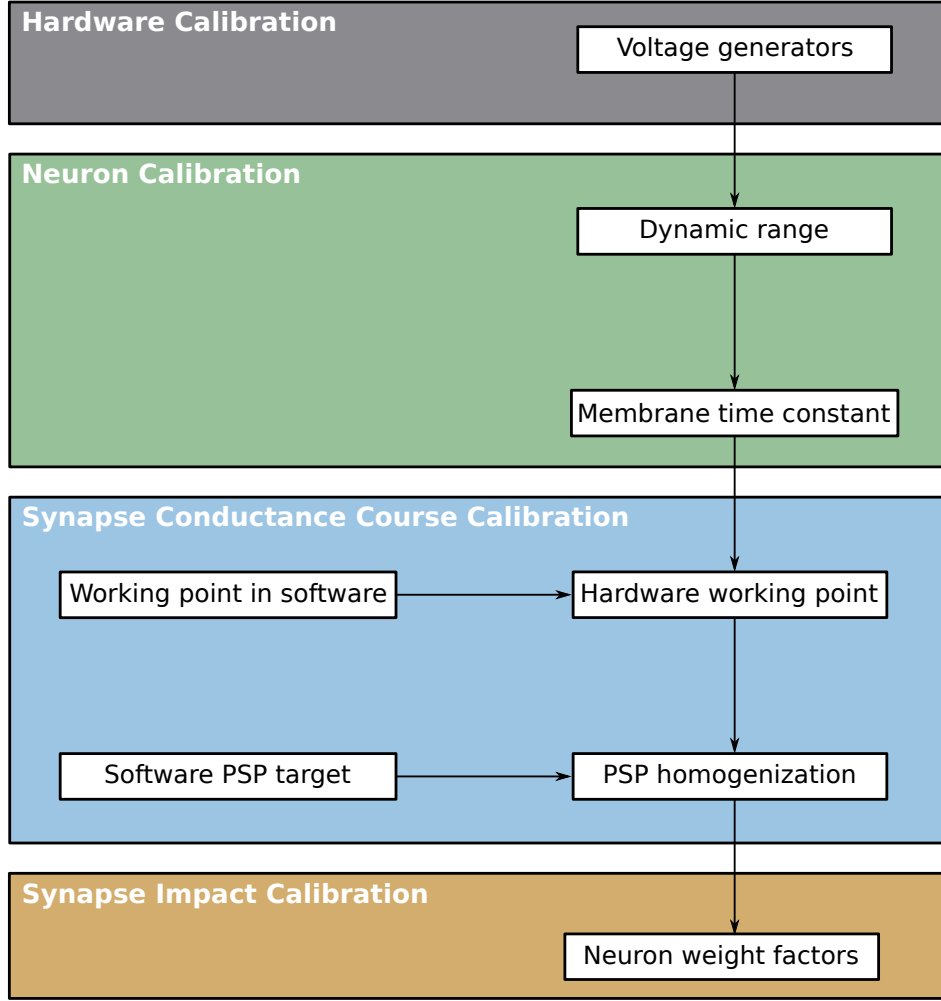 Hardware Calibration
Voltage generators
Neuron Calibration
Dynamic range
Membrane time constant
Synapse Conductance Course Calibration
Working point in software
Hardware working point
Software PSP target
PSP homogenization
Synapse Impact Calibration
Neuron weight factors